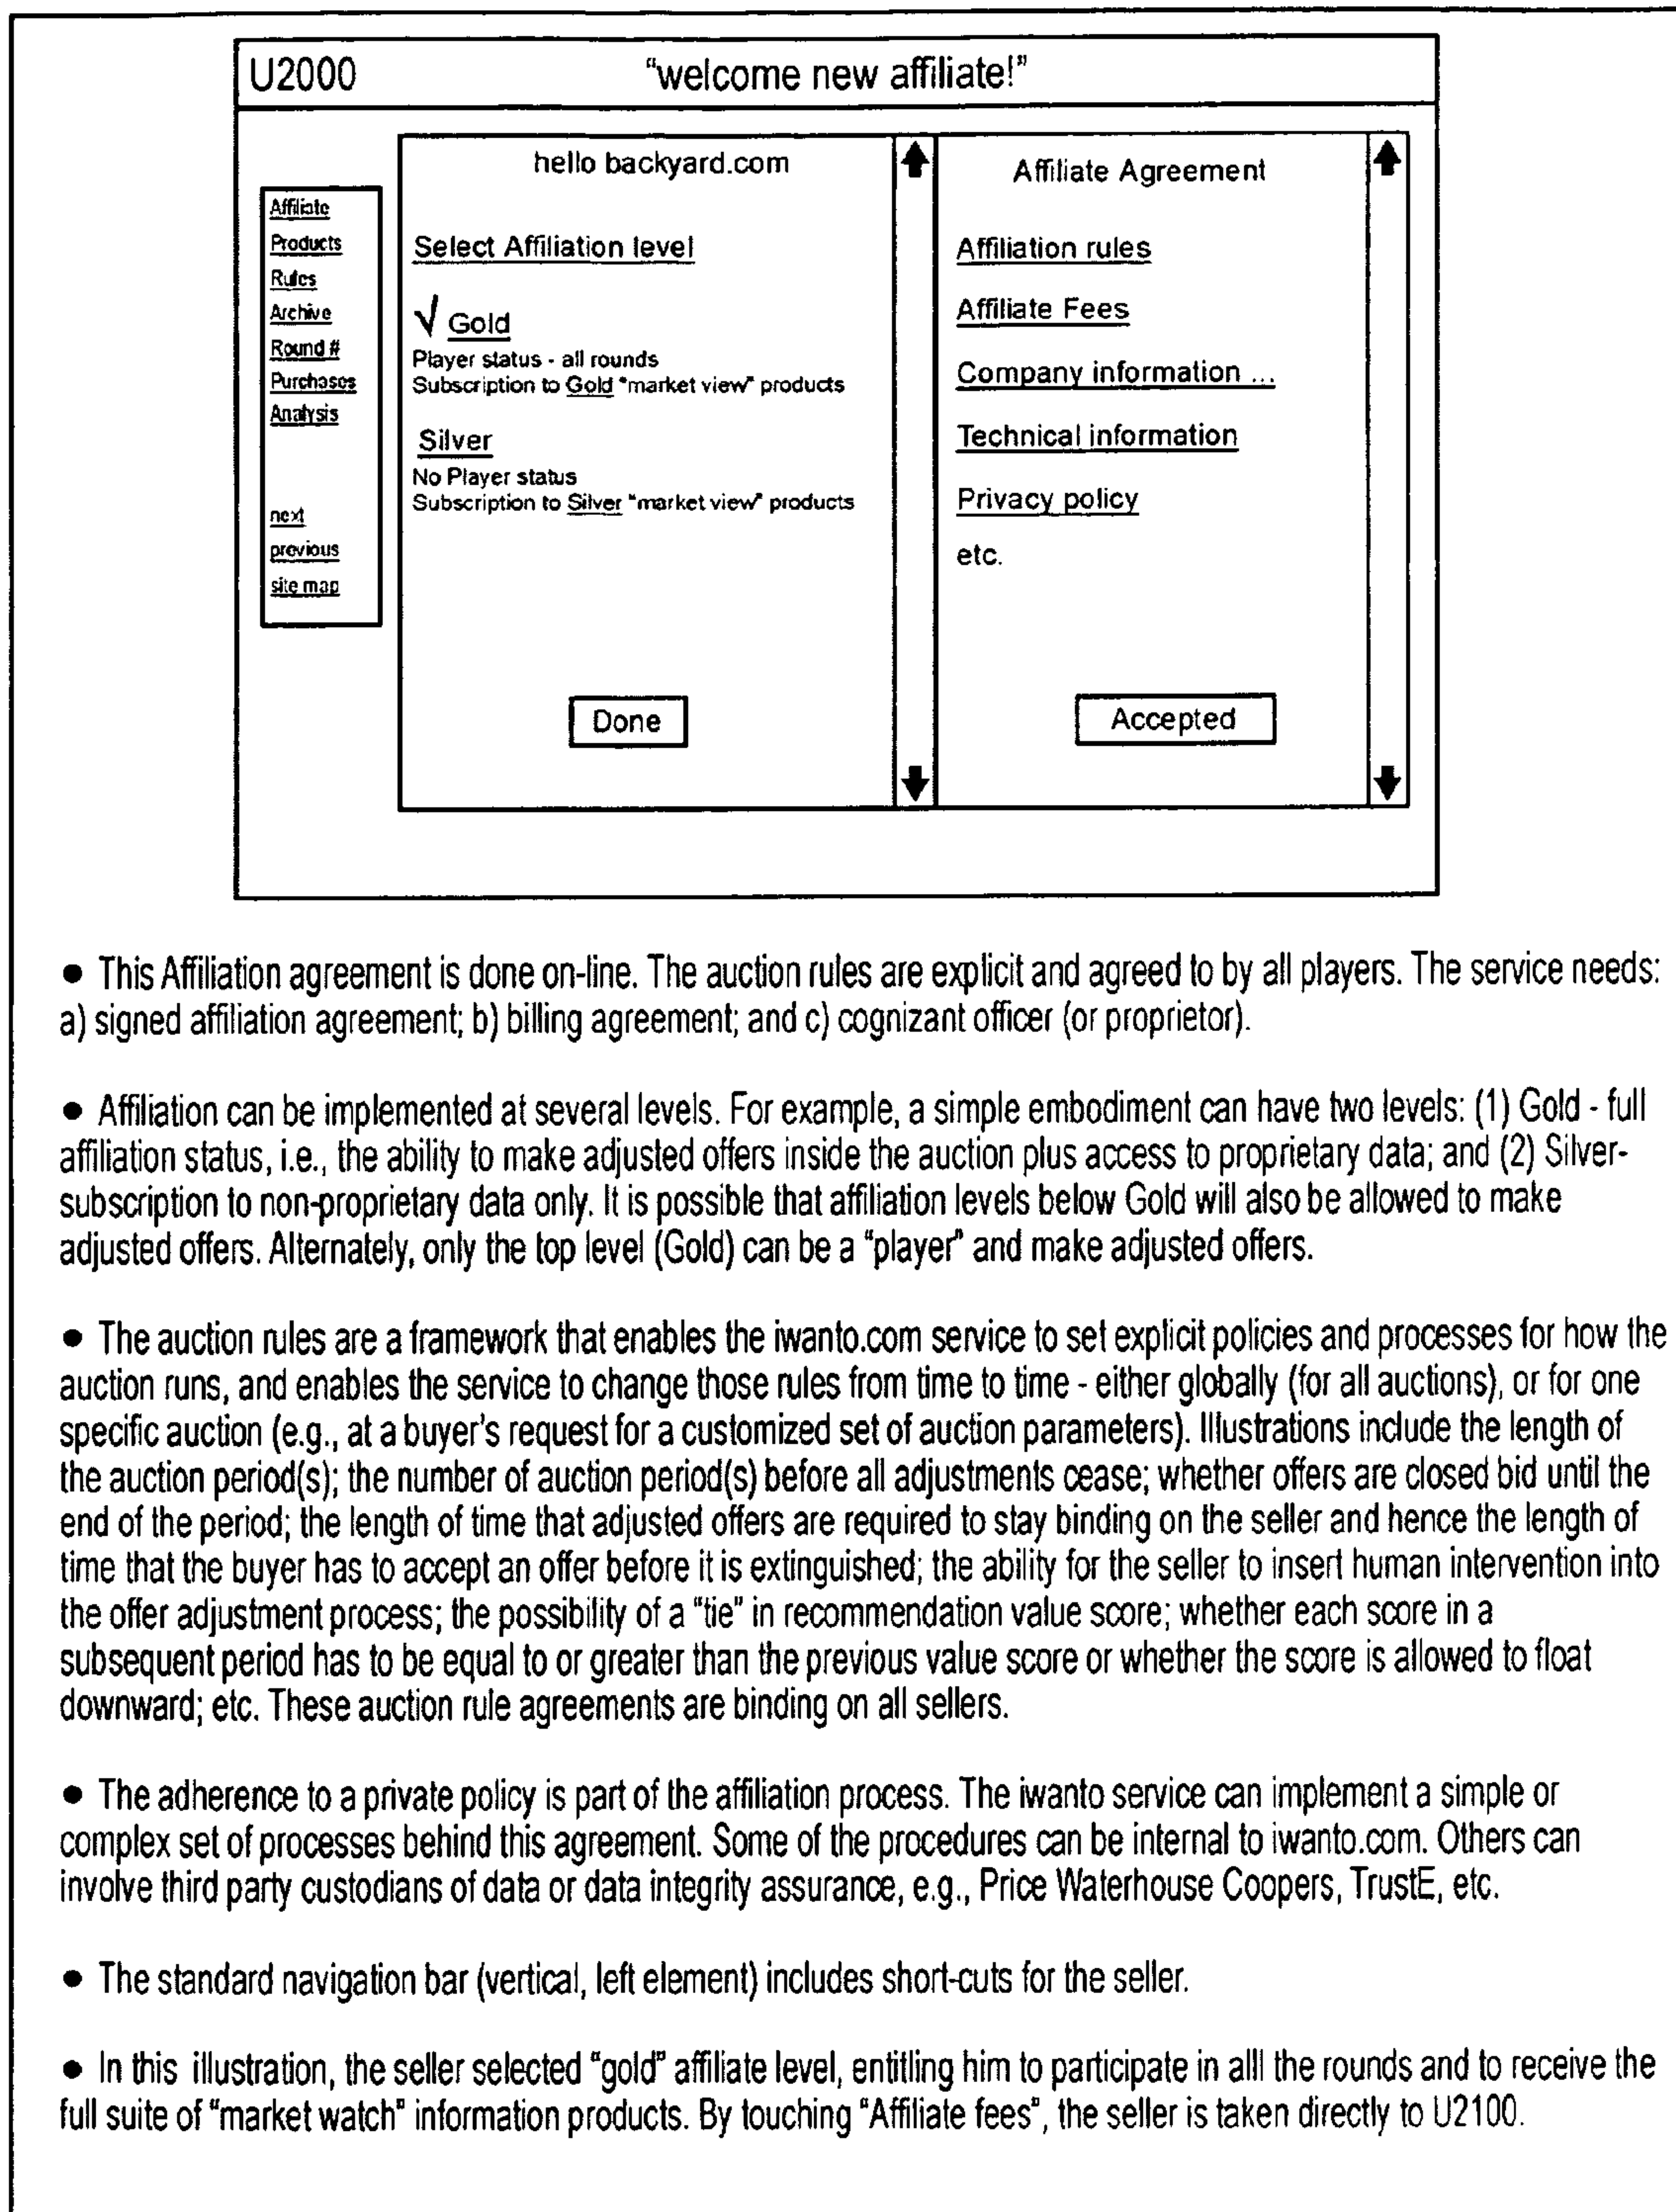 U2000 "welcome new affiliate!"
Affiliate
Products
Rules
Archive
Round #
Purchases
Analysis
next
previous
site map
hello backyard.com
Select Affiliation level
√ Gold
Player status - all rounds
Subscription to Gold "market view" products
Silver
No Player status
Subscription to Silver "market view" products
Done
Affiliate Agreement
Affiliation rules
Affiliate Fees
Company information ...
Technical information
Privacy policy
etc.
Accepted
● This Affiliation agreement is done on-line. The auction rules are explicit and agreed to by all players. The service needs:
a) signed affiliation agreement; b) billing agreement; and c) cognizant officer (or proprietor).
● Affiliation can be implemented at several levels. For example, a simple embodiment can have two levels: (1) Gold - full
affiliation status, i.e., the ability to make adjusted offers inside the auction plus access to proprietary data; and (2) Silver-
subscription to non-proprietary data only. It is possible that affiliation levels below Gold will also be allowed to make
adjusted offers. Alternately, only the top level (Gold) can be a "player" and make adjusted offers.
● The auction rules are a framework that enables the iwanto.com service to set explicit policies and processes for how the
auction runs, and enables the service to change those rules from time to time - either globally (for all auctions), or for one
specific auction (e.g., at a buyer's request for a customized set of auction parameters). Illustrations include the length of
the auction period(s); the number of auction period(s) before all adjustments cease; whether offers are closed bid until the
end of the period; the length of time that adjusted offers are required to stay binding on the seller and hence the length of
time that the buyer has to accept an offer before it is extinguished; the ability for the seller to insert human intervention into
the offer adjustment process; the possibility of a "tie" in recommendation value score; whether each score in a
subsequent period has to be equal to or greater than the previous value score or whether the score is allowed to float
downward; etc. These auction rule agreements are binding on all sellers.
● The adherence to a private policy is part of the affiliation process. The iwanto service can implement a simple or
complex set of processes behind this agreement. Some of the procedures can be internal to iwanto.com. Others can
involve third party custodians of data or data integrity assurance, e.g., Price Waterhouse Coopers, TrustE, etc.
● The standard navigation bar (vertical, left element) includes short-cuts for the seller.
● In this illustration, the seller selected "gold" affiliate level, entitling him to participate in alll the rounds and to receive the
full suite of "market watch" information products. By touching "Affiliate fees", the seller is taken directly to U2100.